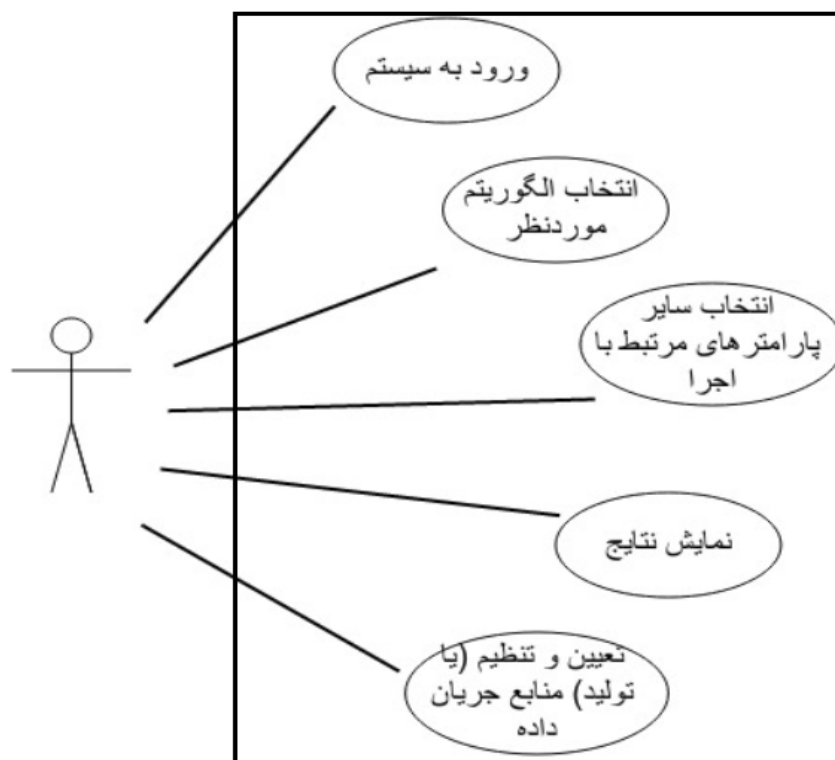 ورود به سیستم
انتخاب الگوریتم
موردنظر
انتخاب سایر
پارامترهای مرتبط با
اجرا
نمایش نتایج
تعیین و تنظیم (یا
تولید) منابع جریان
داده